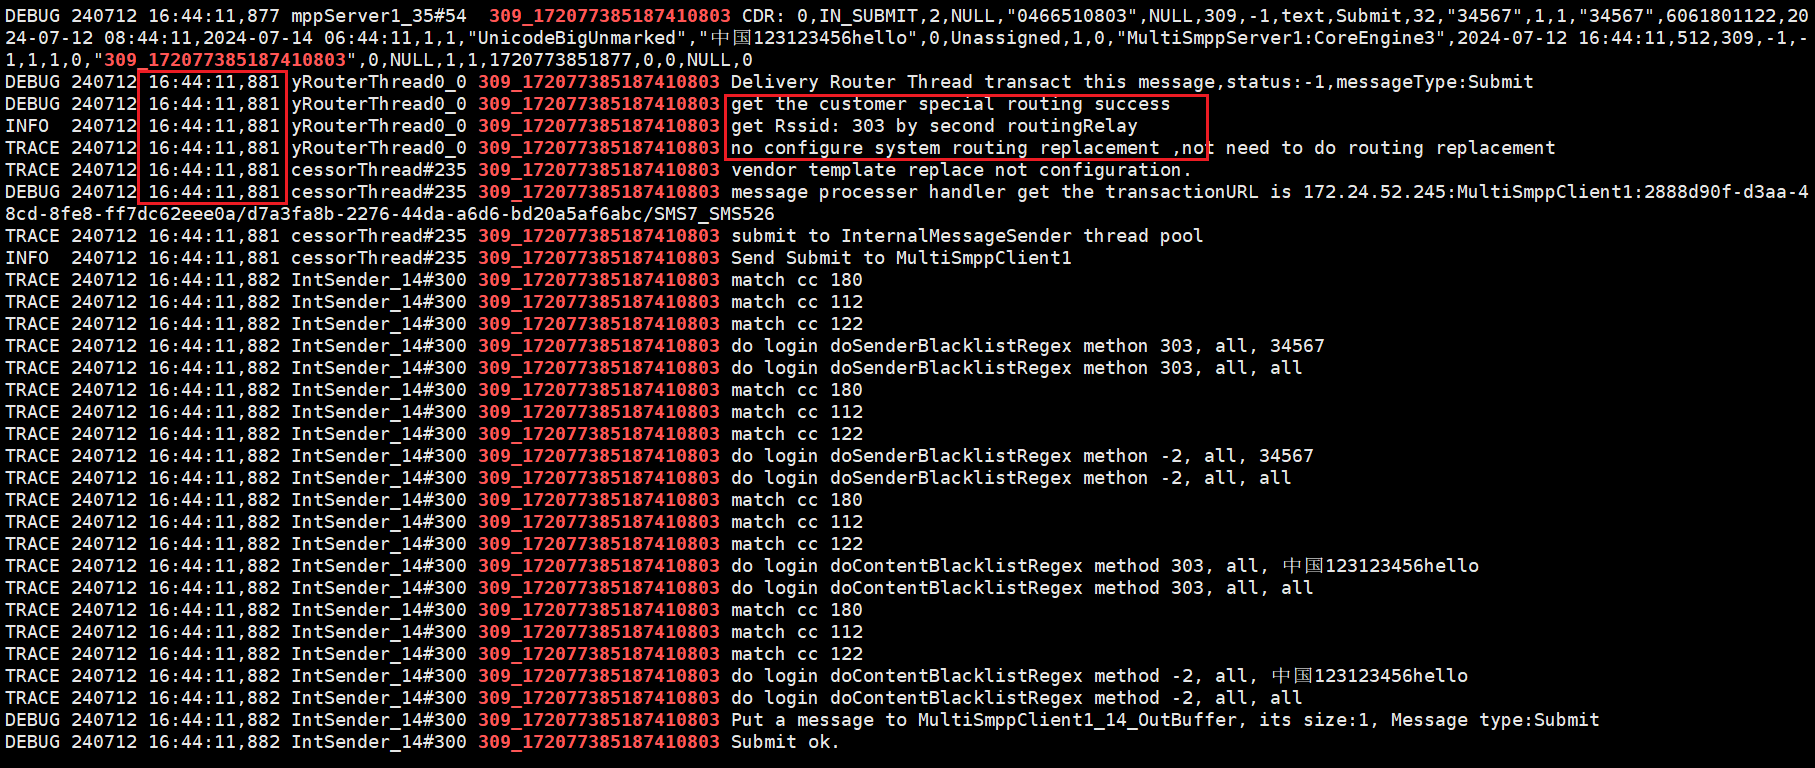 DEBUG 240712 16:44:11,877 mppServer1_35#54  309_172077385187410803 CDR: 0,IN_SUBMIT,2,NULL,"0466510803",NULL,309,-1,text,Submit,32,"34567",1,1,"34567",6061801122,20
24-07-12 08:44:11,2024-07-14 06:44:11,1,1,"UnicodeBigUnmarked","中国123123456hello",0,Unassigned,1,0,"MultiSmppServer1:CoreEngine3",2024-07-12 16:44:11,512,309,-1,-
1,1,1,0,"309_172077385187410803",0,NULL,1,1,1720773851877,0,0,NULL,0
DEBUG 240712 16:44:11,881 yRouterThread0_0 309_172077385187410803 Delivery Router Thread transact this message,status:-1,messageType:Submit
DEBUG 240712 16:44:11,881 yRouterThread0_0 309_172077385187410803 get the customer special routing success
INFO  240712 16:44:11,881 yRouterThread0_0 309_172077385187410803 get Rssid: 303 by second routingRelay
TRACE 240712 16:44:11,881 yRouterThread0_0 309_172077385187410803 no configure system routing replacement ,not need to do routing replacement
TRACE 240712 16:44:11,881 cessorThread#235 309_172077385187410803 vendor template replace not configuration.
DEBUG 240712 16:44:11,881 cessorThread#235 309_172077385187410803 message processer handler get the transactionURL is 172.24.52.245:MultiSmppClient1:2888d90f-d3aa-4
8cd-8fe8-ff7dc62eee0a/d7a3fa8b-2276-44da-a6d6-bd20a5af6abc/SMS7_SMS526
TRACE 240712 16:44:11,881 cessorThread#235 309_172077385187410803 submit to InternalMessageSender thread pool
INFO  240712 16:44:11,881 cessorThread#235 309_172077385187410803 Send Submit to MultiSmppClient1
TRACE 240712 16:44:11,882 IntSender_14#300 309_172077385187410803 match cc 180
TRACE 240712 16:44:11,882 IntSender_14#300 309_172077385187410803 match cc 112
TRACE 240712 16:44:11,882 IntSender_14#300 309_172077385187410803 match cc 122
TRACE 240712 16:44:11,882 IntSender_14#300 309_172077385187410803 do login doSenderBlacklistRegex methon 303, all, 34567
TRACE 240712 16:44:11,882 IntSender_14#300 309_172077385187410803 do login doSenderBlacklistRegex methon 303, all, all
TRACE 240712 16:44:11,882 IntSender_14#300 309_172077385187410803 match cc 180
TRACE 240712 16:44:11,882 IntSender_14#300 309_172077385187410803 match cc 112
TRACE 240712 16:44:11,882 IntSender_14#300 309_172077385187410803 match cc 122
TRACE 240712 16:44:11,882 IntSender_14#300 309_172077385187410803 do login doSenderBlacklistRegex methon -2, all, 34567
TRACE 240712 16:44:11,882 IntSender_14#300 309_172077385187410803 do login doSenderBlacklistRegex methon -2, all, all
TRACE 240712 16:44:11,882 IntSender_14#300 309_172077385187410803 match cc 180
TRACE 240712 16:44:11,882 IntSender_14#300 309_172077385187410803 match cc 112
TRACE 240712 16:44:11,882 IntSender_14#300 309_172077385187410803 match cc 122
TRACE 240712 16:44:11,882 IntSender_14#300 309_172077385187410803 do login doContentBlacklistRegex method 303, all, 中国123123456hello
TRACE 240712 16:44:11,882 IntSender_14#300 309_172077385187410803 do login doContentBlacklistRegex method 303, all, all
TRACE 240712 16:44:11,882 IntSender_14#300 309_172077385187410803 match cc 180
TRACE 240712 16:44:11,882 IntSender_14#300 309_172077385187410803 match cc 112
TRACE 240712 16:44:11,882 IntSender_14#300 309_172077385187410803 match cc 122
TRACE 240712 16:44:11,882 IntSender_14#300 309_172077385187410803 do login doContentBlacklistRegex method -2, all, 中国123123456hello
TRACE 240712 16:44:11,882 IntSender_14#300 309_172077385187410803 do login doContentBlacklistRegex method -2, all, all
DEBUG 240712 16:44:11,882 IntSender_14#300 309_172077385187410803 Put a message to MultiSmppClient1_14_OutBuffer, its size:1, Message type:Submit
DEBUG 240712 16:44:11,882 IntSender_14#300 309_172077385187410803 Submit ok.